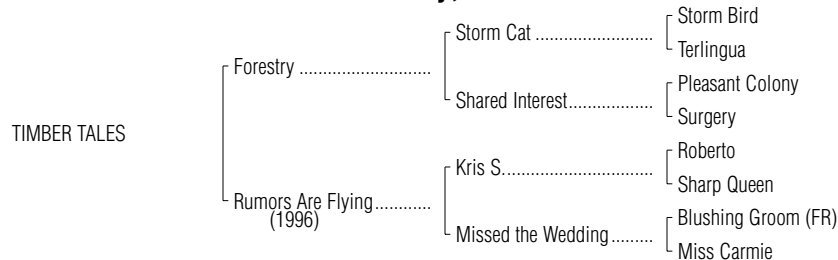 Storm Bird
Storm Cat ..........................
Terlingua
Forestry .............................
Pleasant Colony
Shared Interest...................
Surgery
TIMBER TALES
Roberto
Kris S. ................................
Sharp Queen
Rumors Are Flying............
(1996)
Blushing Groom (FR)
Missed the Wedding .........
Miss Carmie